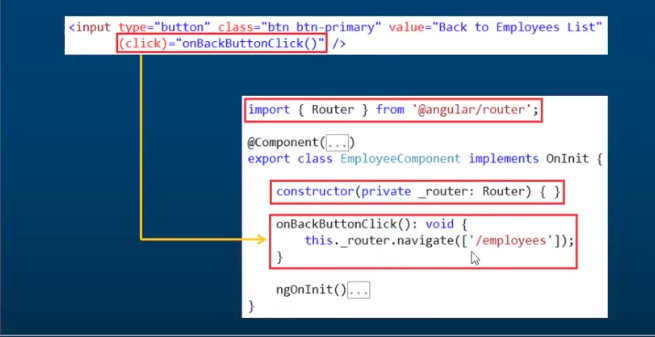 <input type="button" class="btn btn-primary" value="Back to Employees List"
(click)="onBackButtonClick()" />
import { Router } from '@angular/router';
@Component(...)
export class EmployeeComponent implements OnInit {
constructor(private _router: Router) { }
onBackButtonClick(): void {
this._router.navigate(['/employees']);
}
ngOnInit()...
}